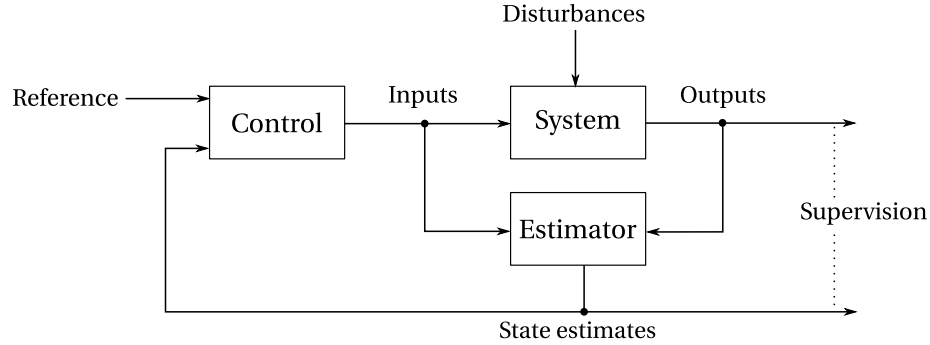 Disturbances
Reference
Inputs
Outputs
Control
System
Supervision
Estimator
State estimates